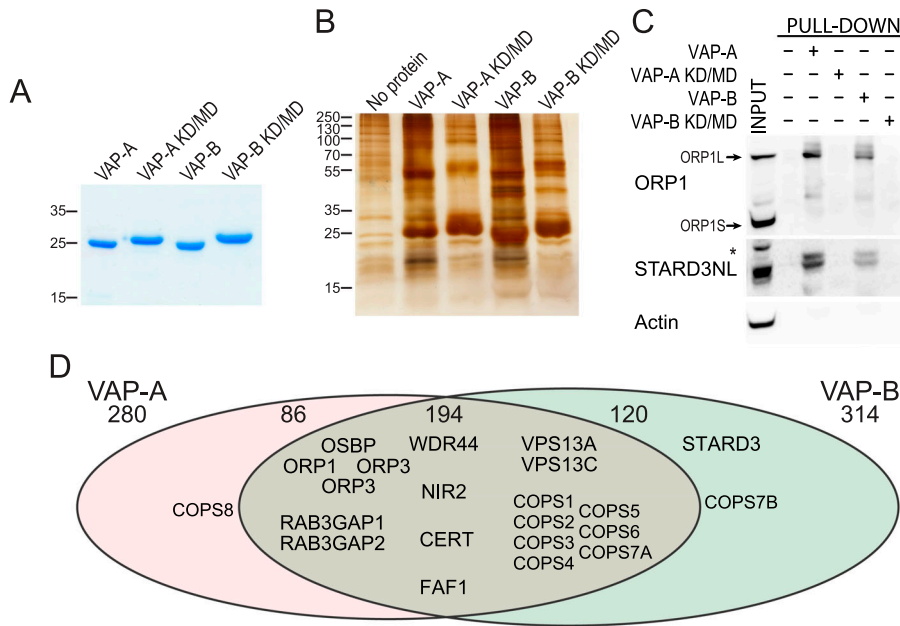 A
VAP-A
VAP-A KD/MD
VAP-B
VAP-B KD/MD
35
25
15
B
No protein
VAP-A
VAP-A KD/MD
VAP-B
VAP-B KD/MD
250
130
100
70
55
35
25
15
C
PULL-DOWN
VAP-A - + - - -
VAP-A KD/MD - - + - -
VAP-B - - - + -
VAP-B KD/MD - - - - +
INPUT
ORP1L
ORP1
ORP1S
*
STARD3NL
Actin
D
VAP-A VAP-B
280 86 194 120 314
OSBP WDR44 VPS13A STARD3
ORP1 ORP3 VPS13C
ORP3 NIR2
COPS8 COPS1 COPS5 COPS7B
RAB3GAP1 COPS2 COPS6
RAB3GAP2 CERT COPS3 COPS7A
COPS4
FAF1